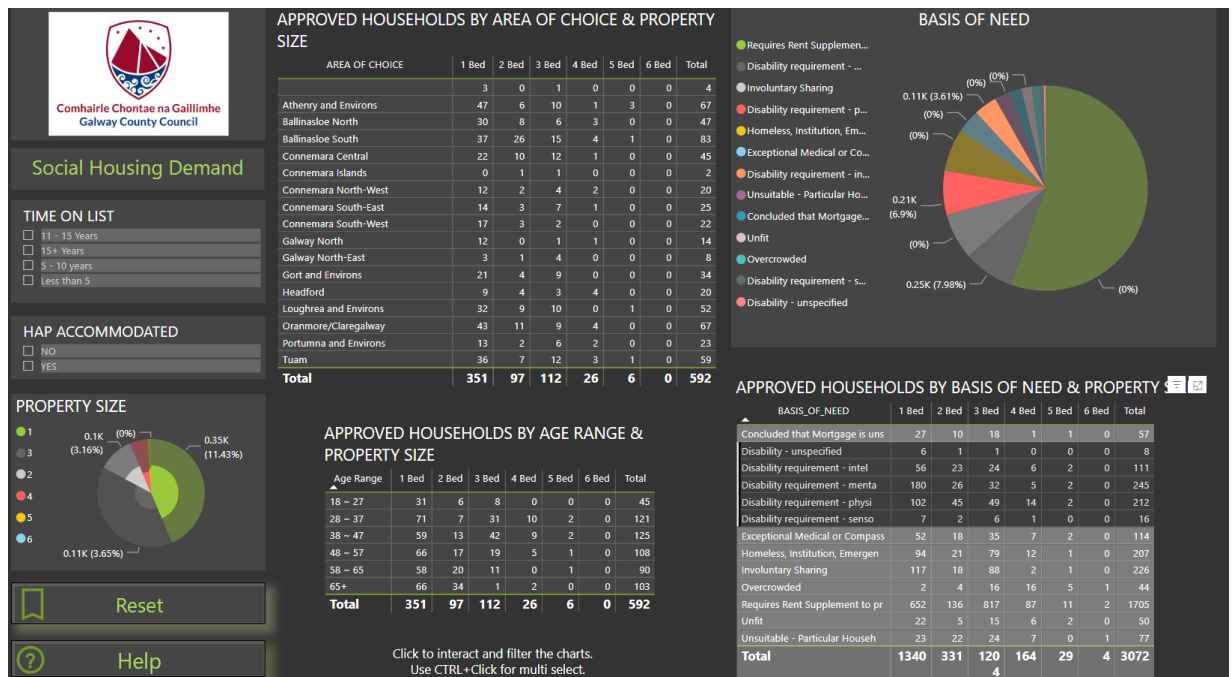 Comhairle Chontae na Gaillimhe
Galway County Council
Social Housing Demand
TIME ON LIST
11 - 15 Years
15+ Years
5 - 10 years
Less than 5
HAP ACCOMMODATED
NO
YES
PROPERTY SIZE
1
3
2
4
5
6
0.1K
(3.16%)
(0%)
0.35K
(11.43%)
0.11K (3.65%)
Reset
Help
APPROVED HOUSEHOLDS BY AREA OF CHOICE & PROPERTY
SIZE
AREA OF CHOICE 1 Bed 2 Bed 3 Bed 4 Bed 5 Bed 6 Bed Total
3 0 1 0 0 0 4
Athenry and Environs 47 6 10 1 3 0 67
Ballinasloe North 30 8 6 3 0 0 47
Ballinasloe South 37 26 15 4 1 0 83
Connemara Central 22 10 12 1 0 0 45
Connemara Islands 0 1 1 0 0 0 2
Connemara North-West 12 2 4 2 0 0 20
Connemara South-East 14 3 7 1 0 0 25
Connemara South-West 17 3 2 0 0 0 22
Galway North 12 0 1 1 0 0 14
Galway North-East 3 1 4 0 0 0 8
Gort and Environs 21 4 9 0 0 0 34
Headford 9 4 3 4 0 0 20
Loughrea and Environs 32 9 10 0 1 0 52
Oranmore/Claregalway 43 11 9 4 0 0 67
Portumna and Environs 13 2 6 2 0 0 23
Tuam 36 7 12 3 1 0 59
Total 351 97 112 26 6 0 592
APPROVED HOUSEHOLDS BY AGE RANGE &
PROPERTY SIZE
Age Range 1 Bed 2 Bed 3 Bed 4 Bed 5 Bed 6 Bed Total
18 ~ 27 31 6 8 0 0 0 45
28 ~ 37 71 7 31 10 2 0 121
38 ~ 47 59 13 42 9 2 0 125
48 ~ 57 66 17 19 5 1 0 108
58 ~ 65 58 20 11 0 1 0 90
65+ 66 34 1 2 0 0 103
Total 351 97 112 26 6 0 592
Click to interact and filter the charts.
Use CTRL+Click for multi select.
BASIS OF NEED
Requires Rent Supplemen...
Disability requirement - ...
Involuntary Sharing
Disability requirement - p...
Homeless, Institution, Em...
Exceptional Medical or Co...
Disability requirement - in...
Unsuitable - Particular Ho...
Concluded that Mortgage...
Unfit
Overcrowded
Disability requirement - s...
Disability - unspecified
(0%)
(0%)
0.11K (3.61%)
(0%)
(0%)
0.21K
(6.9%)
(0%)
0.25K (7.98%)
(0%)
APPROVED HOUSEHOLDS BY BASIS OF NEED & PROPERTY
BASIS_OF_NEED 1 Bed 2 Bed 3 Bed 4 Bed 5 Bed 6 Bed Total
Concluded that Mortgage is uns 27 10 18 1 1 0 57
Disability - unspecified 6 1 1 0 0 0 8
Disability requirement - intel 56 23 24 6 2 0 111
Disability requirement - menta 180 26 32 5 2 0 245
Disability requirement - physi 102 45 49 14 2 0 212
Disability requirement - senso 7 2 6 1 0 0 16
Exceptional Medical or Compass 52 18 35 7 2 0 114
Homeless, Institution, Emergen 94 21 79 12 1 0 207
Involuntary Sharing 117 18 88 2 1 0 226
Overcrowded 2 4 16 16 5 1 44
Requires Rent Supplement to pr 652 136 817 87 11 2 1705
Unfit 22 5 15 6 2 0 50
Unsuitable - Particular Househ 23 22 24 7 0 1 77
Total 1340 331 1204 164 29 4 3072